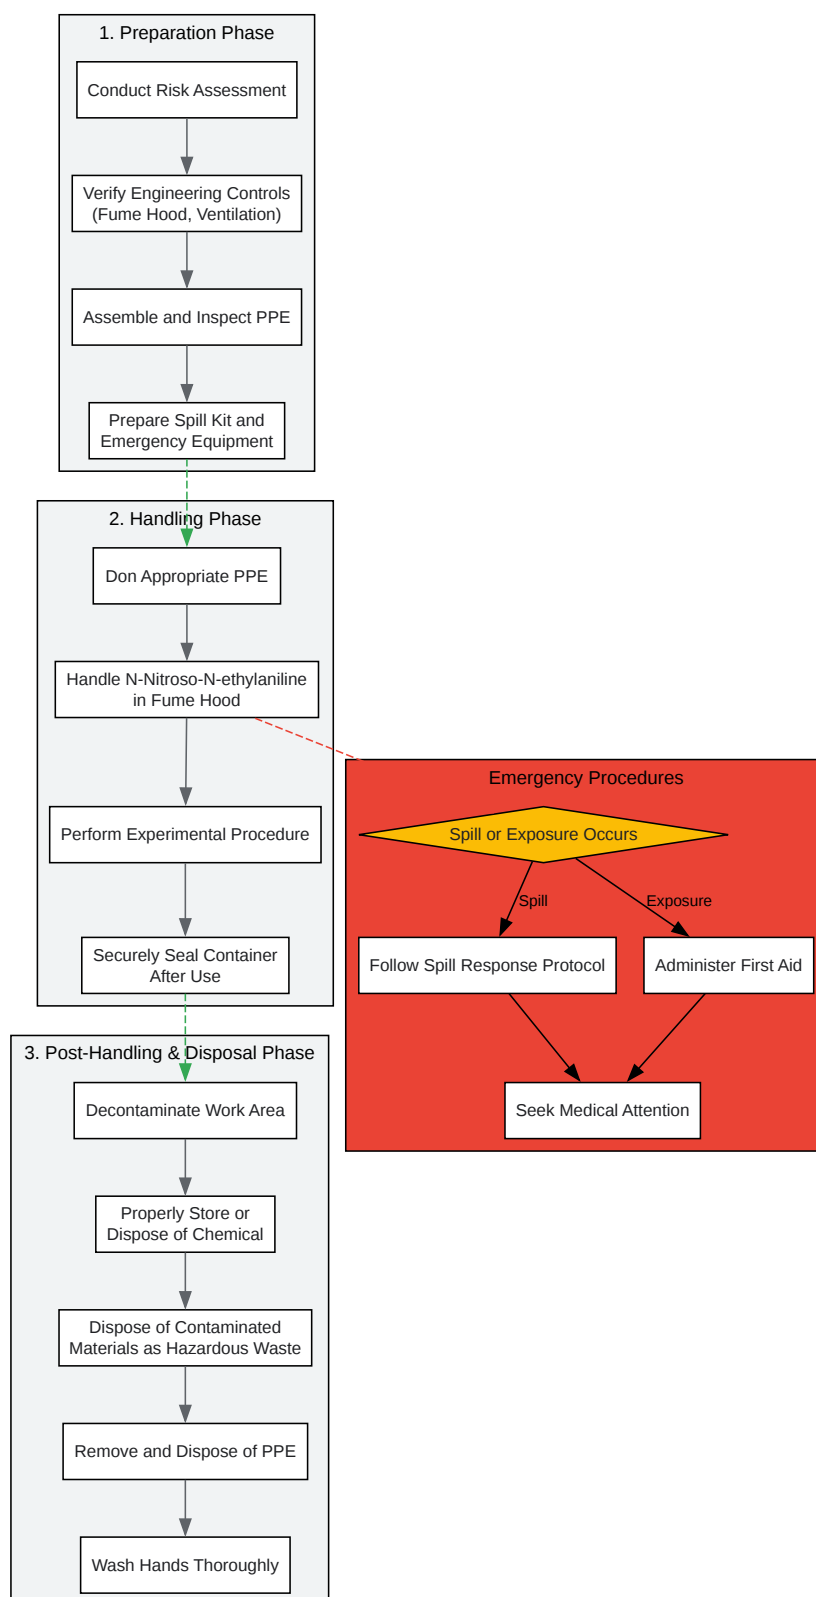 1. Preparation Phase
Conduct Risk Assessment
Verify Engineering Controls
(Fume Hood, Ventilation)
Assemble and Inspect PPE
Prepare Spill Kit and
Emergency Equipment
2. Handling Phase
Don Appropriate PPE
Handle N-Nitroso-N-ethylaniline
in Fume Hood
Perform Experimental Procedure
Securely Seal Container
After Use
Emergency Procedures
Spill or Exposure Occurs
Spill
Exposure
Follow Spill Response Protocol
Administer First Aid
Seek Medical Attention
3. Post-Handling & Disposal Phase
Decontaminate Work Area
Properly Store or
Dispose of Chemical
Dispose of Contaminated
Materials as Hazardous Waste
Remove and Dispose of PPE
Wash Hands Thoroughly